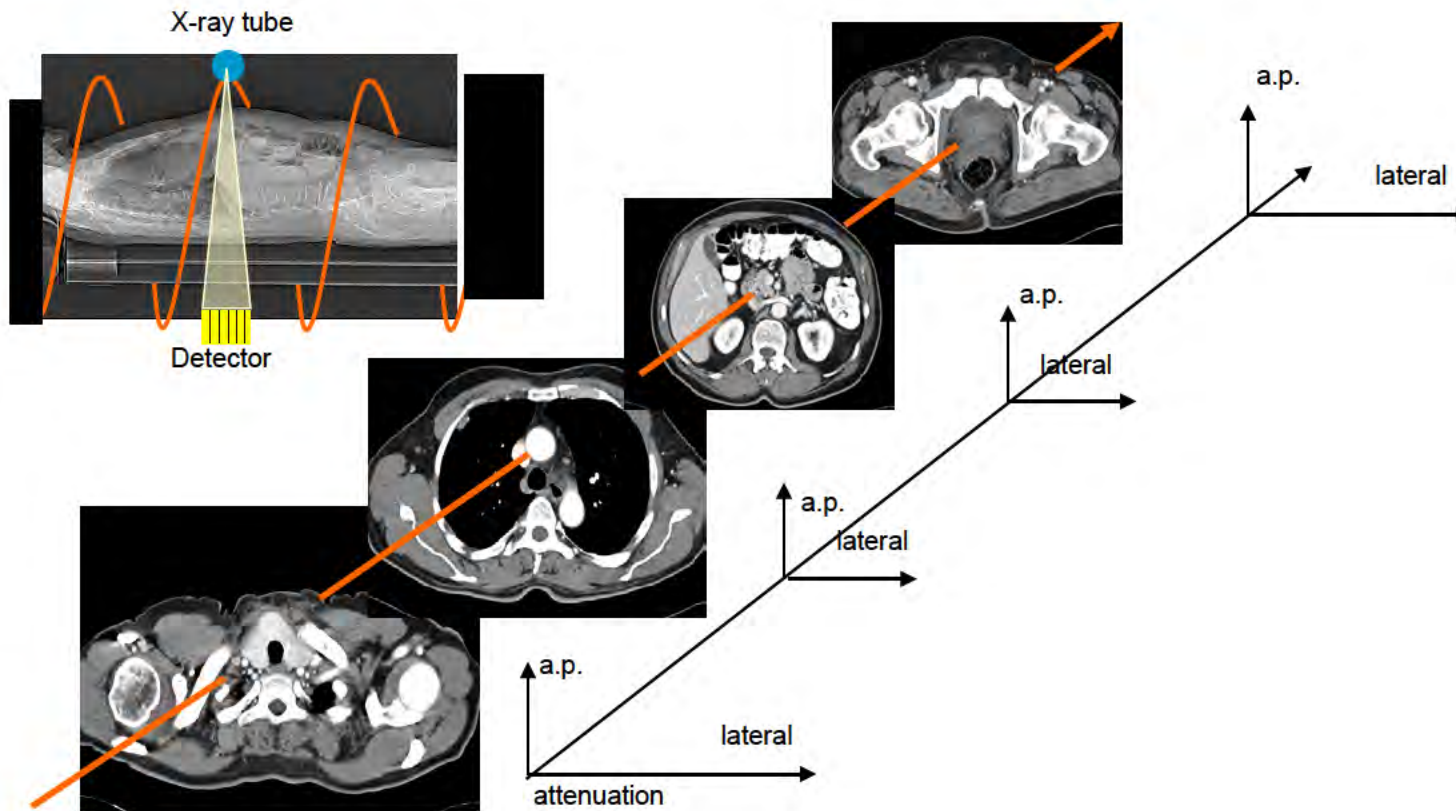 X-ray tube
Detector
a.p.
lateral
a.p.
lateral
a.p.
lateral
a.p.
lateral
attenuation